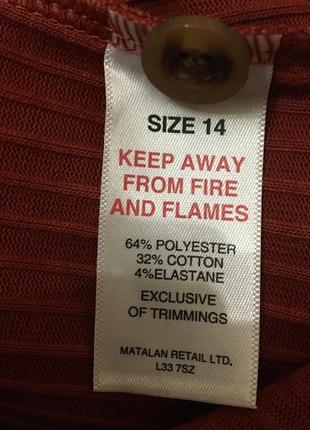 SIZE 14
KEEP AWAY
FROM FIRE
AND FLAMES
64% POLYESTER
32% COTTON
4%ELASTANE
EXCLUSIVE
OF TRIMMINGS
MATALAN RETAIL LTD.
L33 7SZ